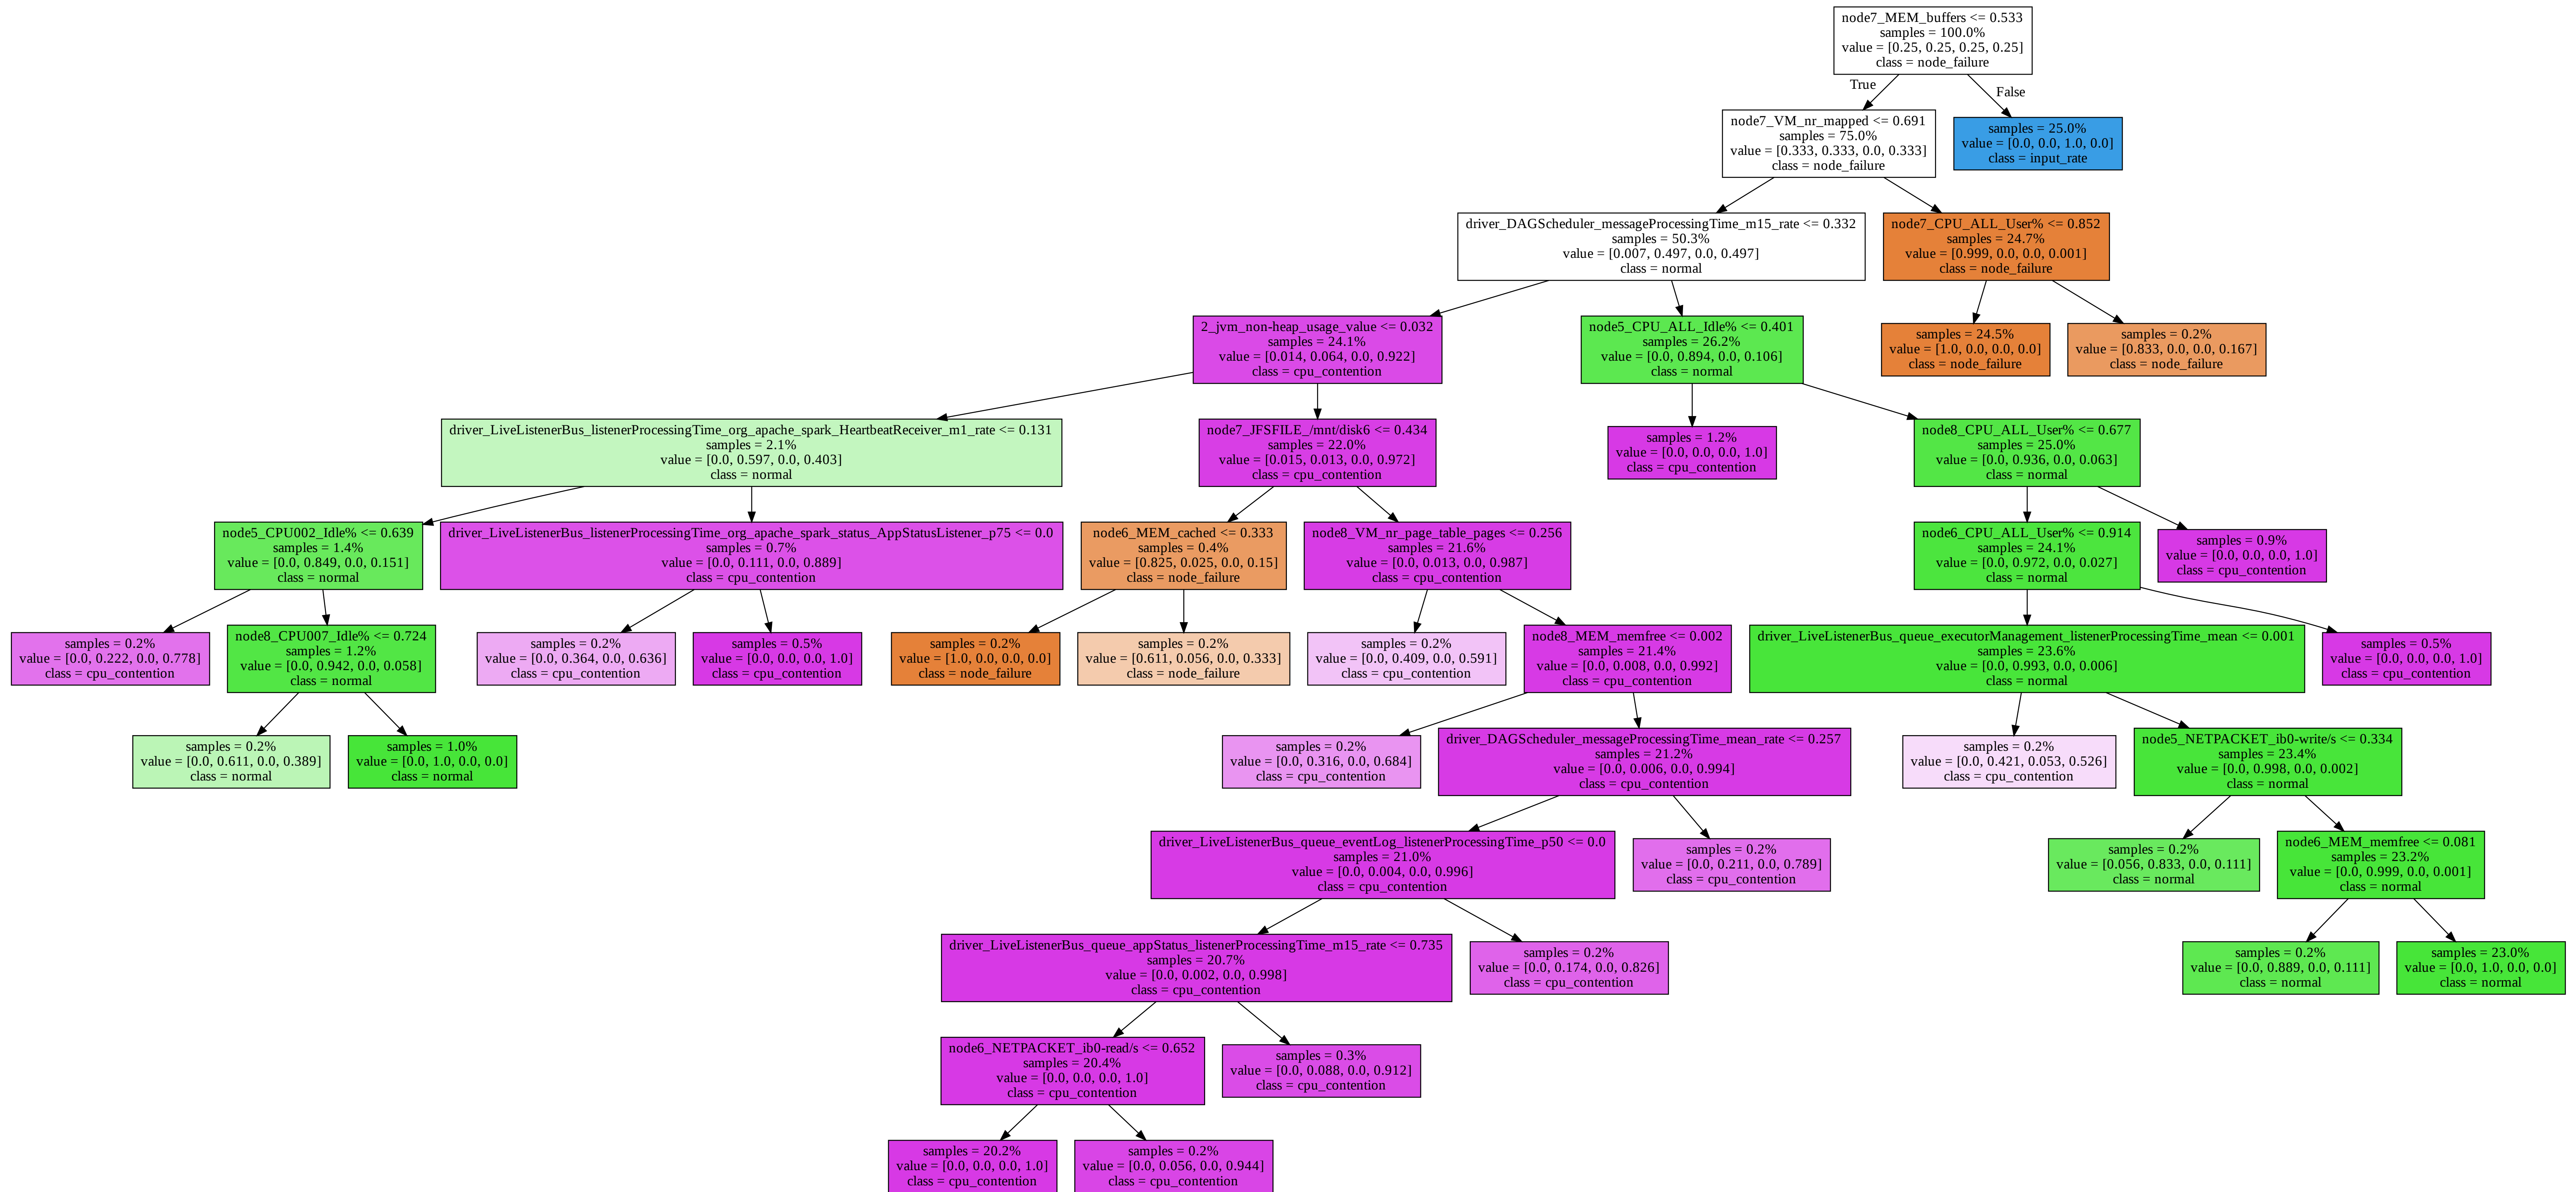 node7_MEM_buffers <= 0.533
samples = 100.0%
value = [0.25, 0.25, 0.25, 0.25]
class = node_failure
True
False
node7_VM_nr_mapped <= 0.691
samples = 75.0%
value = [0.333, 0.333, 0.0, 0.333]
class = node_failure
samples = 25.0%
value = [0.0, 0.0, 1.0, 0.0]
class = input_rate
driver_DAGScheduler_messageProcessingTime_m15_rate <= 0.332
samples = 50.3%
value = [0.007, 0.497, 0.0, 0.497]
class = normal
node7_CPU_ALL_User% <= 0.852
samples = 24.7%
value = [0.999, 0.0, 0.0, 0.001]
class = node_failure
2_jvm_non-heap_usage_value <= 0.032
samples = 24.1%
value = [0.014, 0.064, 0.0, 0.922]
class = cpu_contention
node5_CPU_ALL_Idle% <= 0.401
samples = 26.2%
value = [0.0, 0.894, 0.0, 0.106]
class = normal
samples = 24.5%
value = [1.0, 0.0, 0.0, 0.0]
class = node_failure
samples = 0.2%
value = [0.833, 0.0, 0.0, 0.167]
class = node_failure
driver_LiveListenerBus_listenerProcessingTime_org_apache_spark_HeartbeatReceiver_m1_rate <= 0.131
samples = 2.1%
value = [0.0, 0.597, 0.0, 0.403]
class = normal
node7_JFSFILE_/mnt/disk6 <= 0.434
samples = 22.0%
value = [0.015, 0.013, 0.0, 0.972]
class = cpu_contention
samples = 1.2%
value = [0.0, 0.0, 0.0, 1.0]
class = cpu_contention
node8_CPU_ALL_User% <= 0.677
samples = 25.0%
value = [0.0, 0.936, 0.0, 0.063]
class = normal
node5_CPU002_Idle% <= 0.639
samples = 1.4%
value = [0.0, 0.849, 0.0, 0.151]
class = normal
driver_LiveListenerBus_listenerProcessingTime_org_apache_spark_status_AppStatusListener_p75 <= 0.0
samples = 0.7%
value = [0.0, 0.111, 0.0, 0.889]
class = cpu_contention
node6_MEM_cached <= 0.333
samples = 0.4%
value = [0.825, 0.025, 0.0, 0.15]
class = node_failure
node8_VM_nr_page_table_pages <= 0.256
samples = 21.6%
value = [0.0, 0.013, 0.0, 0.987]
class = cpu_contention
node6_CPU_ALL_User% <= 0.914
samples = 24.1%
value = [0.0, 0.972, 0.0, 0.027]
class = normal
samples = 0.9%
value = [0.0, 0.0, 0.0, 1.0]
class = cpu_contention
samples = 0.2%
value = [0.0, 0.222, 0.0, 0.778]
class = cpu_contention
node8_CPU007_Idle% <= 0.724
samples = 1.2%
value = [0.0, 0.942, 0.0, 0.058]
class = normal
samples = 0.2%
value = [0.0, 0.364, 0.0, 0.636]
class = cpu_contention
samples = 0.5%
value = [0.0, 0.0, 0.0, 1.0]
class = cpu_contention
samples = 0.2%
value = [1.0, 0.0, 0.0, 0.0]
class = node_failure
samples = 0.2%
value = [0.611, 0.056, 0.0, 0.333]
class = node_failure
samples = 0.2%
value = [0.0, 0.409, 0.0, 0.591]
class = cpu_contention
node8_MEM_memfree <= 0.002
samples = 21.4%
value = [0.0, 0.008, 0.0, 0.992]
class = cpu_contention
driver_LiveListenerBus_queue_executorManagement_listenerProcessingTime_mean <= 0.001
samples = 23.6%
value = [0.0, 0.993, 0.0, 0.006]
class = normal
samples = 0.5%
value = [0.0, 0.0, 0.0, 1.0]
class = cpu_contention
samples = 0.2%
value = [0.0, 0.611, 0.0, 0.389]
class = normal
samples = 1.0%
value = [0.0, 1.0, 0.0, 0.0]
class = normal
samples = 0.2%
value = [0.0, 0.316, 0.0, 0.684]
class = cpu_contention
driver_DAGScheduler_messageProcessingTime_mean_rate <= 0.257
samples = 21.2%
value = [0.0, 0.006, 0.0, 0.994]
class = cpu_contention
samples = 0.2%
value = [0.0, 0.421, 0.053, 0.526]
class = cpu_contention
node5_NETPACKET_ib0-write/s <= 0.334
samples = 23.4%
value = [0.0, 0.998, 0.0, 0.002]
class = normal
driver_LiveListenerBus_queue_eventLog_listenerProcessingTime_p50 <= 0.0
samples = 21.0%
value = [0.0, 0.004, 0.0, 0.996]
class = cpu_contention
samples = 0.2%
value = [0.0, 0.211, 0.0, 0.789]
class = cpu_contention
samples = 0.2%
value = [0.056, 0.833, 0.0, 0.111]
class = normal
node6_MEM_memfree <= 0.081
samples = 23.2%
value = [0.0, 0.999, 0.0, 0.001]
class = normal
driver_LiveListenerBus_queue_appStatus_listenerProcessingTime_m15_rate <= 0.735
samples = 20.7%
value = [0.0, 0.002, 0.0, 0.998]
class = cpu_contention
samples = 0.2%
value = [0.0, 0.174, 0.0, 0.826]
class = cpu_contention
samples = 0.2%
value = [0.0, 0.889, 0.0, 0.111]
class = normal
samples = 23.0%
value = [0.0, 1.0, 0.0, 0.0]
class = normal
node6_NETPACKET_ib0-read/s <= 0.652
samples = 20.4%
value = [0.0, 0.0, 0.0, 1.0]
class = cpu_contention
samples = 0.3%
value = [0.0, 0.088, 0.0, 0.912]
class = cpu_contention
samples = 20.2%
value = [0.0, 0.0, 0.0, 1.0]
class = cpu_contention
samples = 0.2%
value = [0.0, 0.056, 0.0, 0.944]
class = cpu_contention